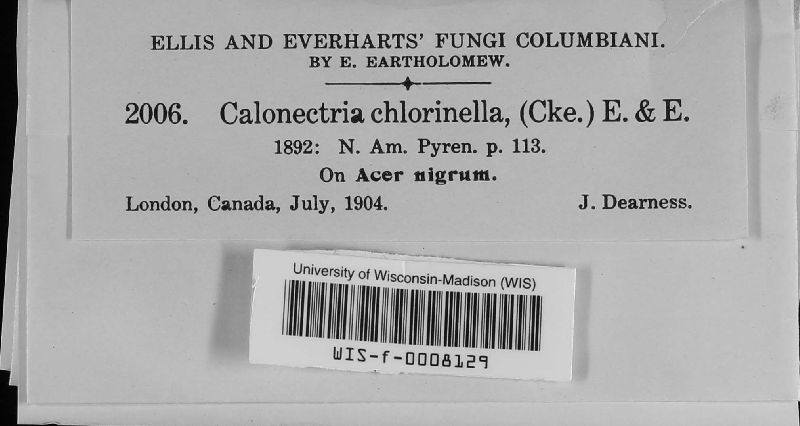 ELLIS AND EVERHARTS' FUNGI COLUMBIANI.
BY E. EARTHOLOMEW.
2006. Calonectria chlorinella, (Cke.) E. & E.
1892: N. Am. Pyren. p. 113.
On Acer nigrum.
London, Canada, July, 1904. J. Dearness.
University of Wisconsin-Madison (WIS)
WIS-f-0008129